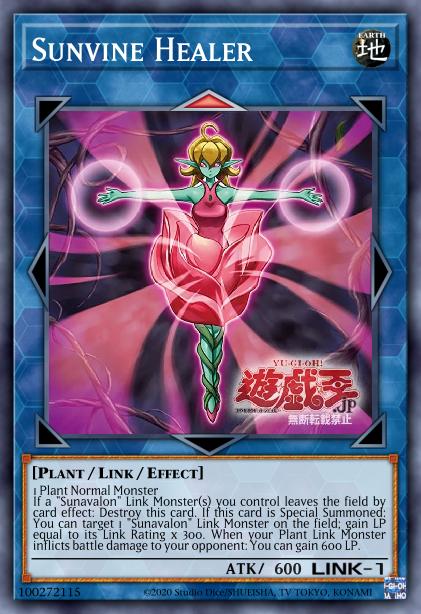 SUNVINE HEALER
EARTH
地
YU-GI-OH!
遊戯王
.jp
無断転載禁止
[PLANT / LINK / EFFECT]
1 Plant Normal Monster
If a "Sunavalon" Link Monster(s) you control leaves the field by
card effect: Destroy this card. If this card is Special Summoned:
You can target 1 "Sunavalon" Link Monster on the field; gain LP
equal to its Link Rating x 300. When your Plant Link Monster
inflicts battle damage to your opponent: You can gain 600 LP.
ATK/ 600 LINK-1
100272115
©2020 Studio Dice/SHUEISHA, TV TOKYO, KONAMI